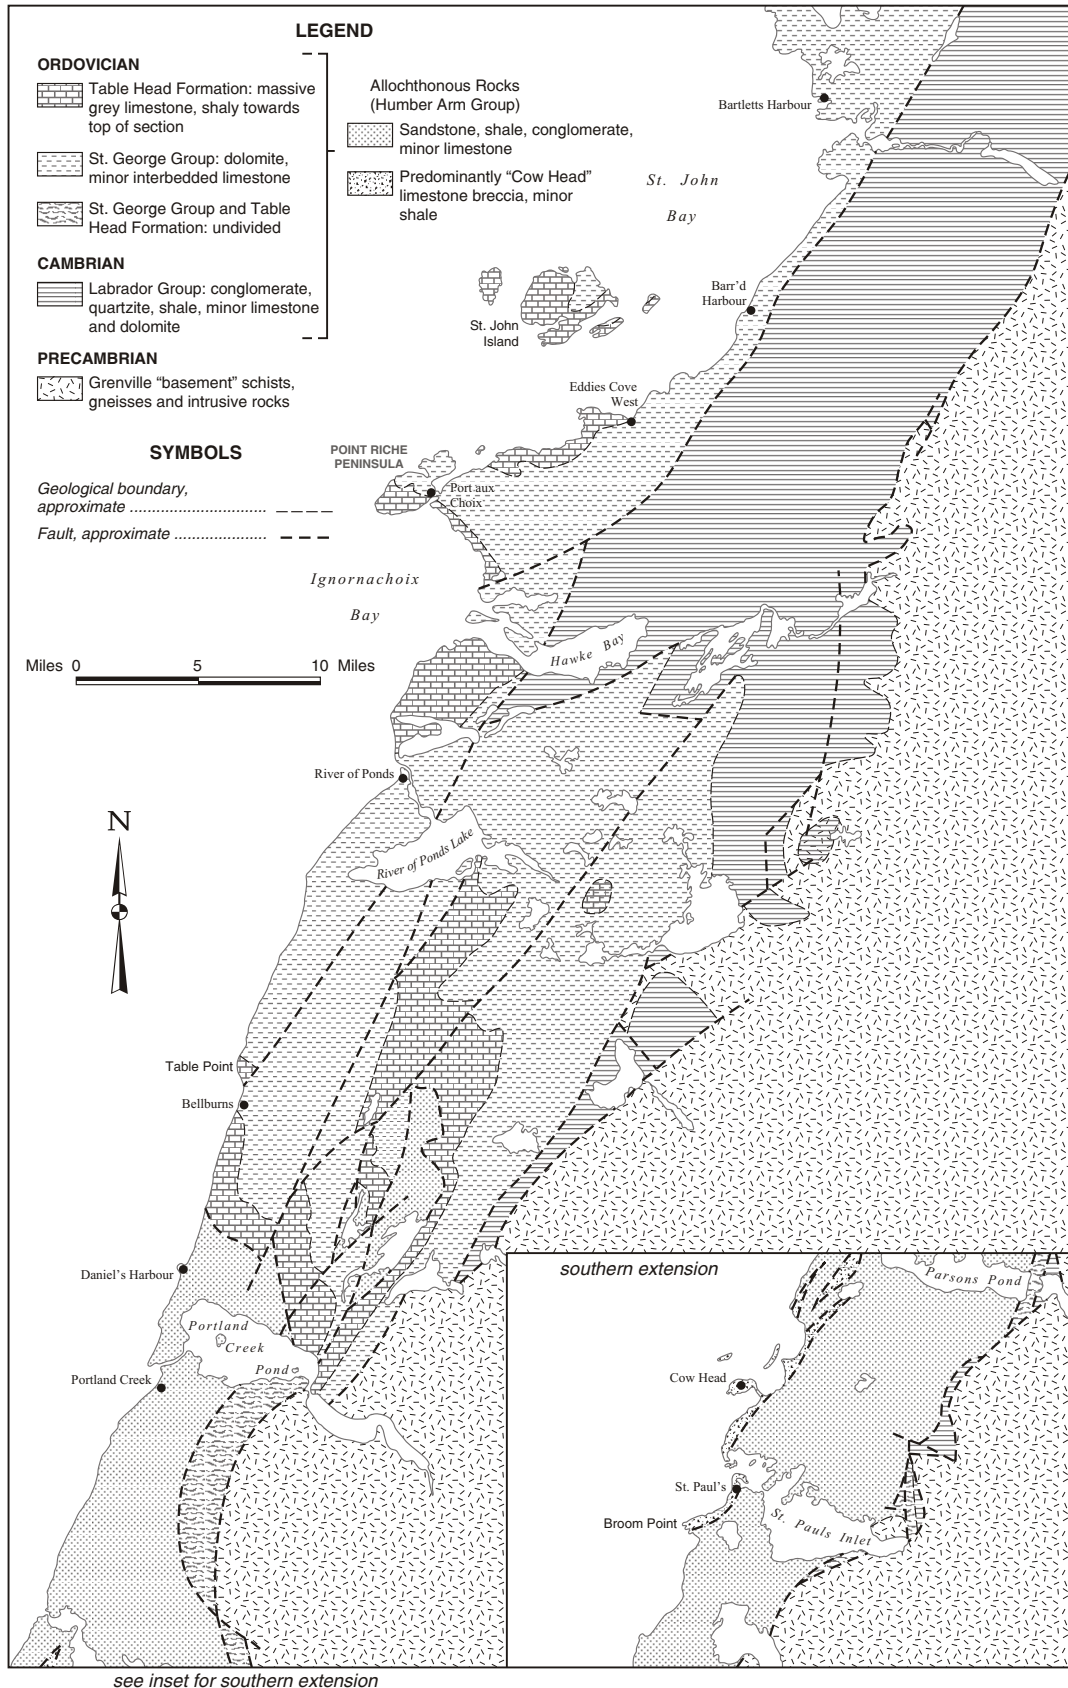 LEGEND
ORDOVICIAN
Table Head Formation: massive
grey limestone, shaly towards
top of section
St. George Group: dolomite,
minor interbedded limestone
St. George Group and Table
Head Formation: undivided
CAMBRIAN
Labrador Group: conglomerate,
quartzite, shale, minor limestone
and dolomite
PRECAMBRIAN
Grenville “basement” schists,
gneisses and intrusive rocks
Allochthonous Rocks
(Humber Arm Group)
Sandstone, shale, conglomerate,
minor limestone
Predominantly “Cow Head”
limestone breccia, minor
shale
SYMBOLS
Geological boundary,
approximate ............................
Fault, approximate .....................
Bartletts Harbour
St. John
Bay
Barr'd
Harbour
St. John
Island
Eddies Cove
West
POINT RICHE
PENINSULA
Port aux
Choix
Ignornachoix
Bay
Miles 0 5 10 Miles
Hawke Bay
River of Ponds
N
River of Ponds Lake
Table Point
Bellburns
Daniel's Harbour
Portland
Creek
Pond
Portland Creek
southern extension
Parsons Pond
Cow Head
St. Paul's
Broom Point
St. Pauls Inlet
see inset for southern extension